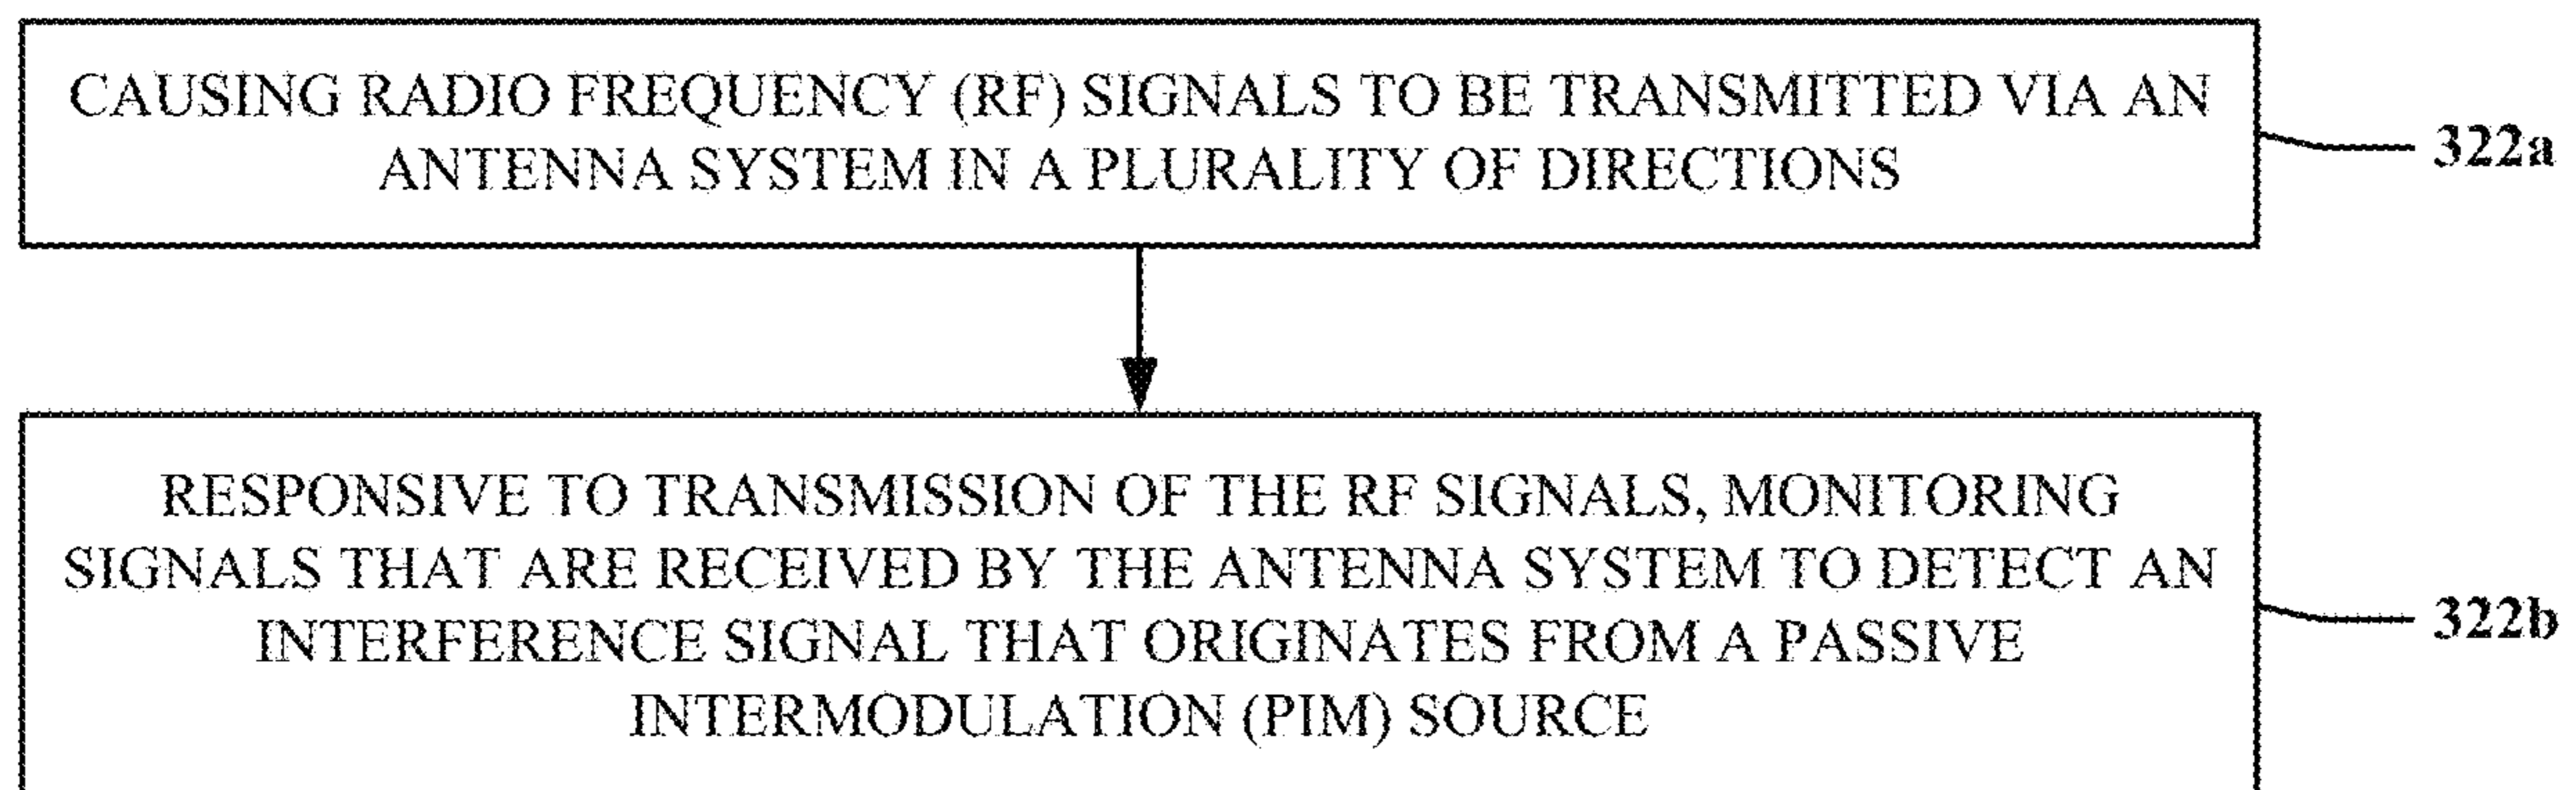 CAUSING RADIO FREQUENCY (RF) SIGNALS TO BE TRANSMITTED VIA AN
ANTENNA SYSTEM IN A PLURALITY OF DIRECTIONS
322a
RESPONSIVE TO TRANSMISSION OF THE RF SIGNALS, MONITORING
SIGNALS THAT ARE RECEIVED BY THE ANTENNA SYSTEM TO DETECT AN
INTERFERENCE SIGNAL THAT ORIGINATES FROM A PASSIVE
INTERMODULATION (PIM) SOURCE
322b